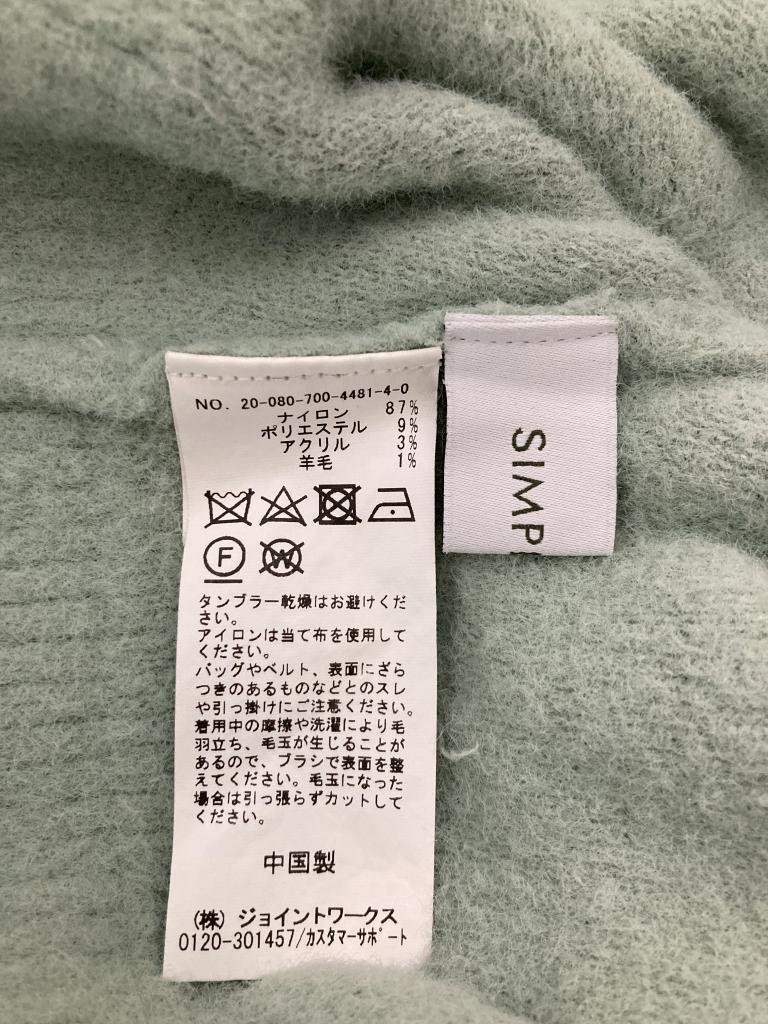 NO. 20-080-700-4481-4-0
ナイロン 87%
ポリエステル 9%
アクリル 3%
羊毛 1%
F
W
タンブラー乾燥はお避けくだ
さい。
アイロンは当て布を使用して
ください。
バッグやベルト、表面にざら
つきのあるものなどとのスレ
や引っ掛けにご注意ください。
着用中の摩擦や洗濯により毛
羽立ち、毛玉が生じることが
あるので、ブラシで表面を整
えてください。毛玉になった
場合は引っ張らずカットして
ください。
中国製
(株) ジョイントワークス
0120-301457/カスタマーサポート
SIMP